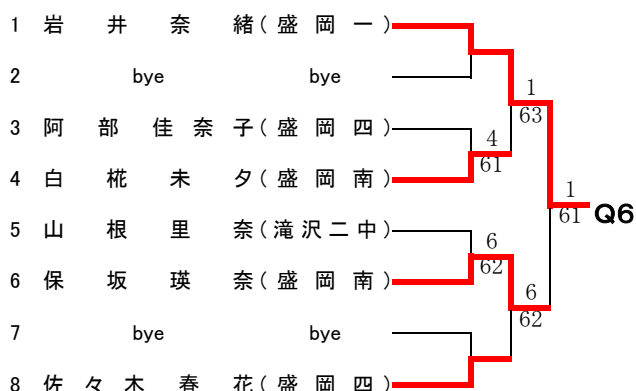 1 岩井奈緒(盛岡一)
2 bye bye
1
63
3 阿部佳奈子(盛岡四)
4
61
4 白椛未夕(盛岡南)
1
61 Q6
5 山根里奈(滝沢二中)
6
62
6 保坂瑛奈(盛岡南)
6
62
7 bye bye
8 佐々木春花(盛岡四)